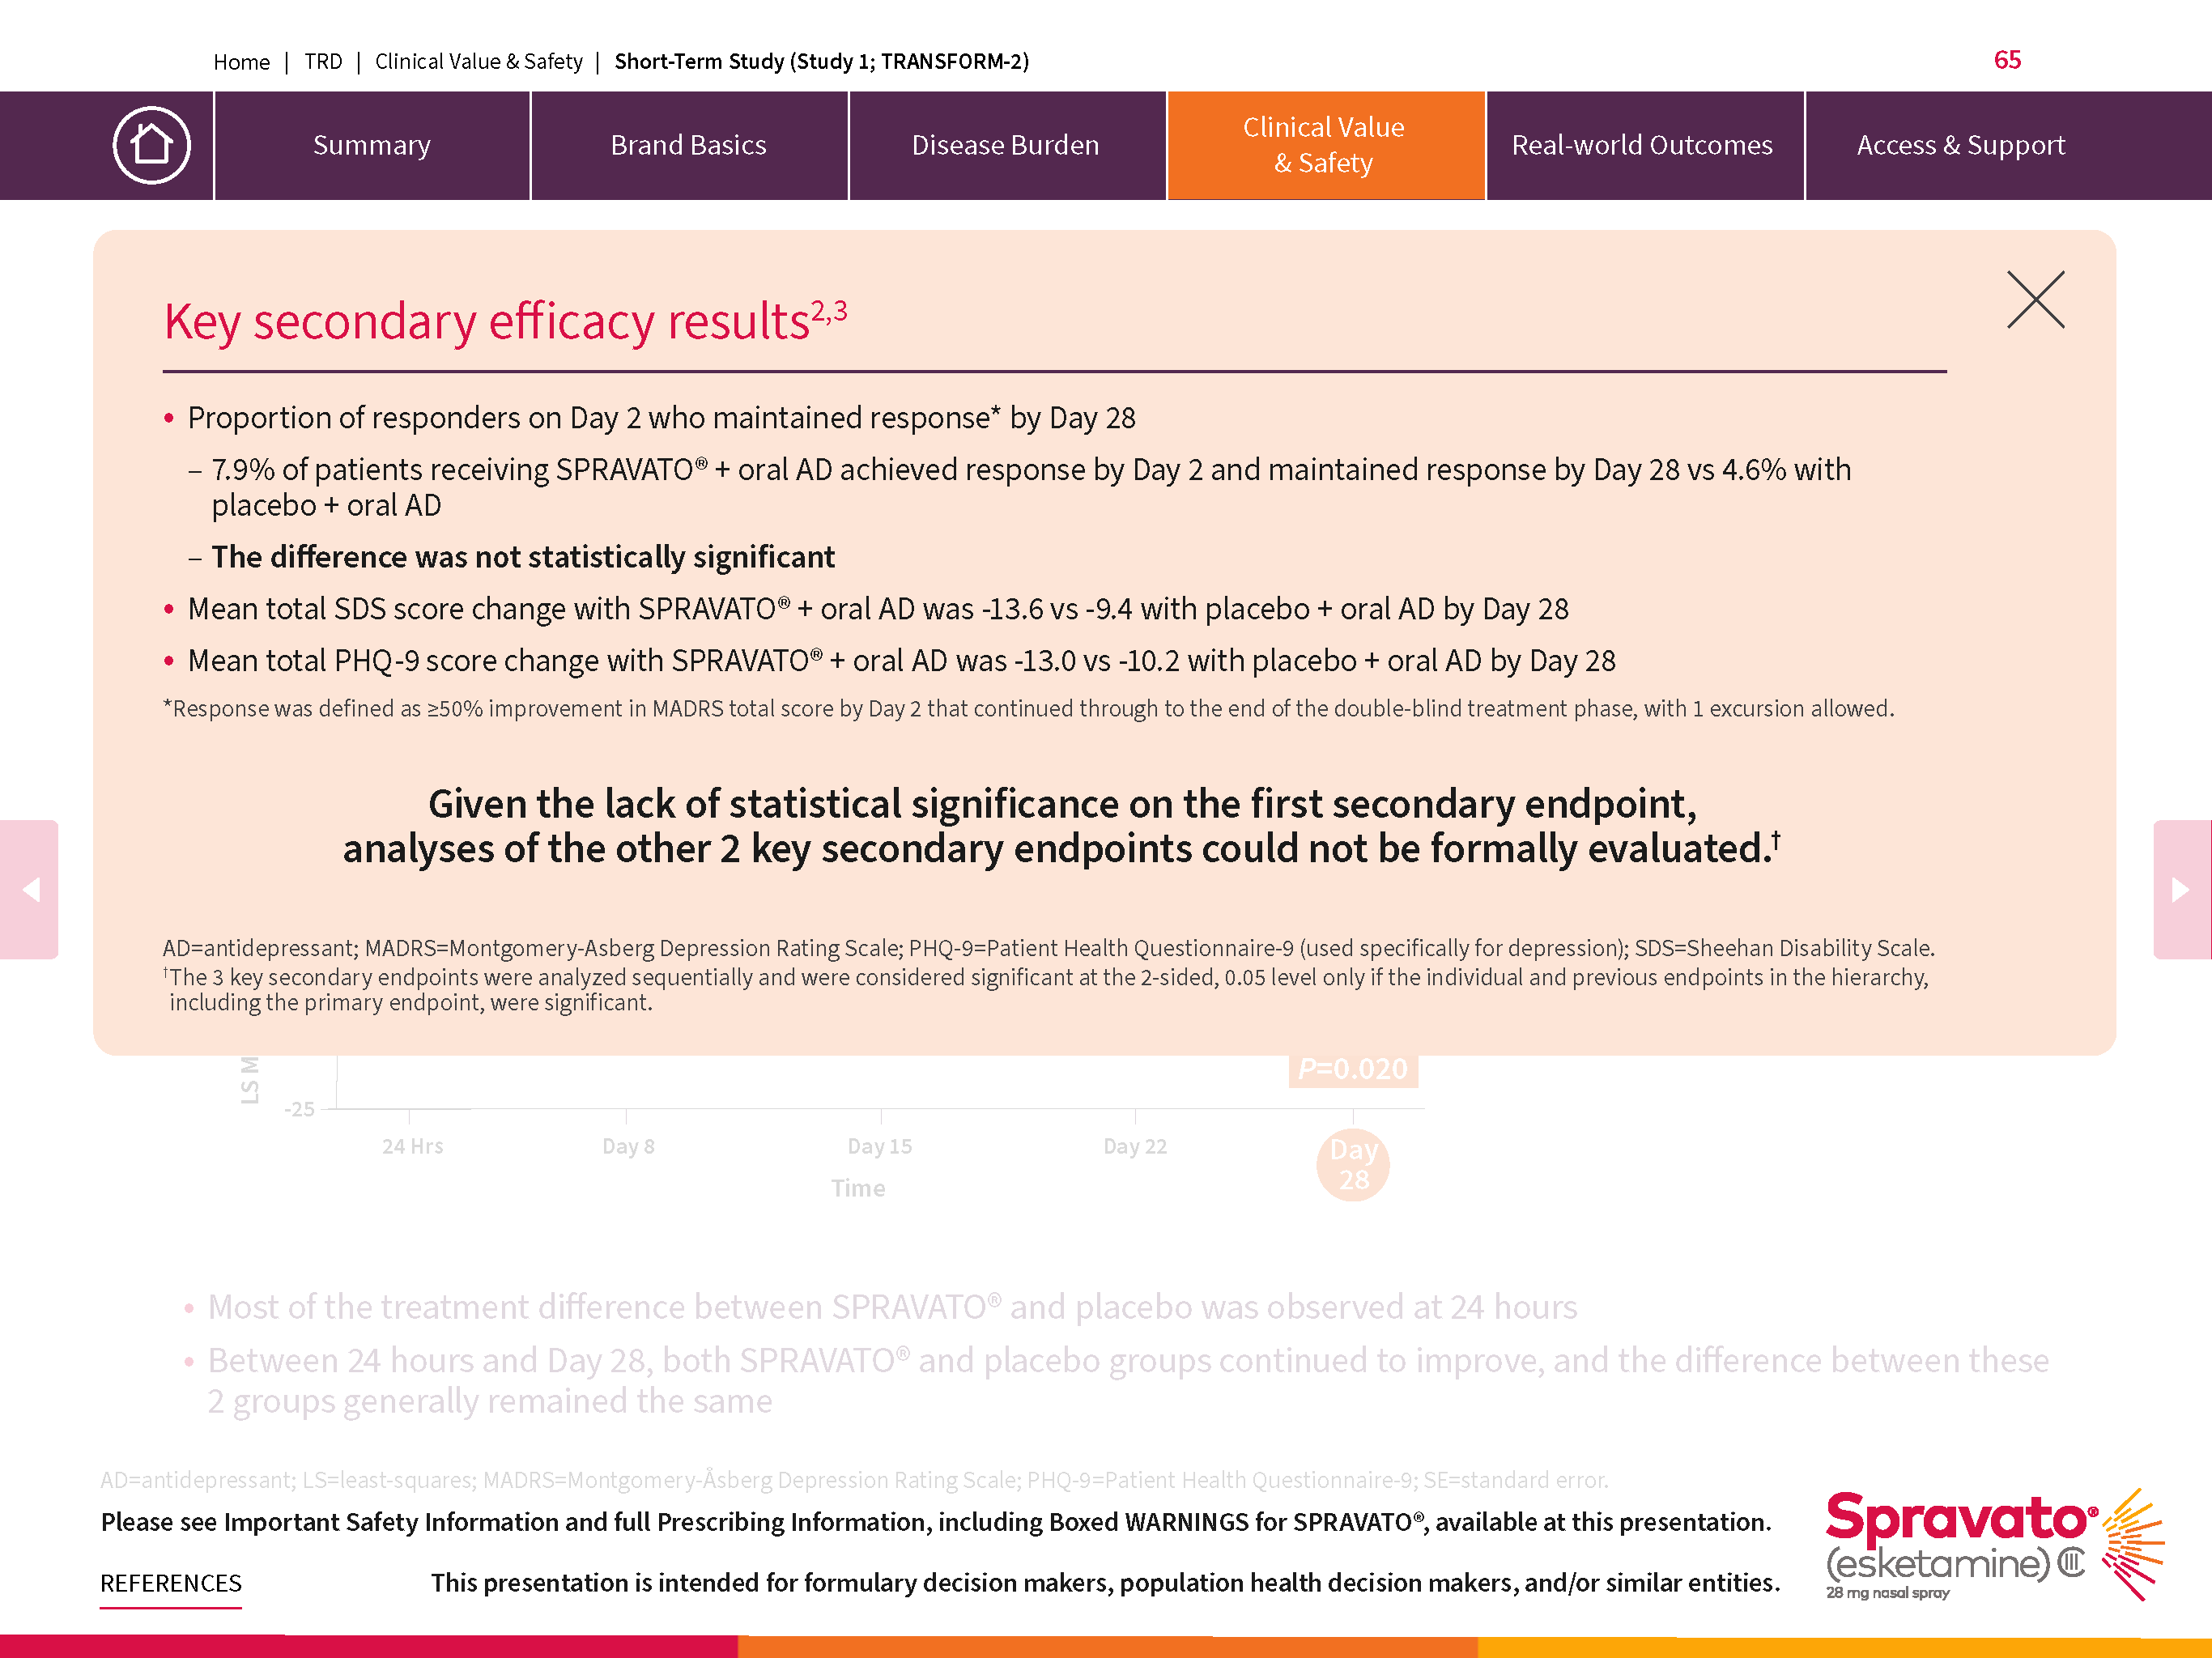 Home | TRD | Clinical Value & Safety | Short-Term Study (Study 1; TRANSFORM-2)
65
Summary
Brand Basics
Disease Burden
Clinical Value
& Safety
Real-world Outcomes
Access & Support
Key secondary efficacy results2,3
• Proportion of responders on Day 2 who maintained response* by Day 28
– 7.9% of patients receiving SPRAVATO® + oral AD achieved response by Day 2 and maintained response by Day 28 vs 4.6% with
placebo + oral AD
– The difference was not statistically significant
• Mean total SDS score change with SPRAVATO® + oral AD was -13.6 vs -9.4 with placebo + oral AD by Day 28
• Mean total PHQ-9 score change with SPRAVATO® + oral AD was -13.0 vs -10.2 with placebo + oral AD by Day 28
*Response was defined as ≥50% improvement in MADRS total score by Day 2 that continued through to the end of the double-blind treatment phase, with 1 excursion allowed.
Given the lack of statistical significance on the first secondary endpoint,
analyses of the other 2 key secondary endpoints could not be formally evaluated.†
AD=antidepressant; MADRS=Montgomery-Asberg Depression Rating Scale; PHQ-9=Patient Health Questionnaire-9 (used specifically for depression); SDS=Sheehan Disability Scale.
†The 3 key secondary endpoints were analyzed sequentially and were considered significant at the 2-sided, 0.05 level only if the individual and previous endpoints in the hierarchy,
including the primary endpoint, were significant.
LS M
P=0.020
-25
24 Hrs
Day 8
Day 15
Day 22
Day
28
Time
• Most of the treatment difference between SPRAVATO® and placebo was observed at 24 hours
• Between 24 hours and Day 28, both SPRAVATO® and placebo groups continued to improve, and the difference between these
2 groups generally remained the same
AD=antidepressant; LS=least-squares; MADRS=Montgomery-Åsberg Depression Rating Scale; PHQ-9=Patient Health Questionnaire-9; SE=standard error.
Please see Important Safety Information and full Prescribing Information, including Boxed WARNINGS for SPRAVATO®, available at this presentation.
REFERENCES
This presentation is intended for formulary decision makers, population health decision makers, and/or similar entities.
Spravato®
(esketamine) CIII
28 mg nasal spray